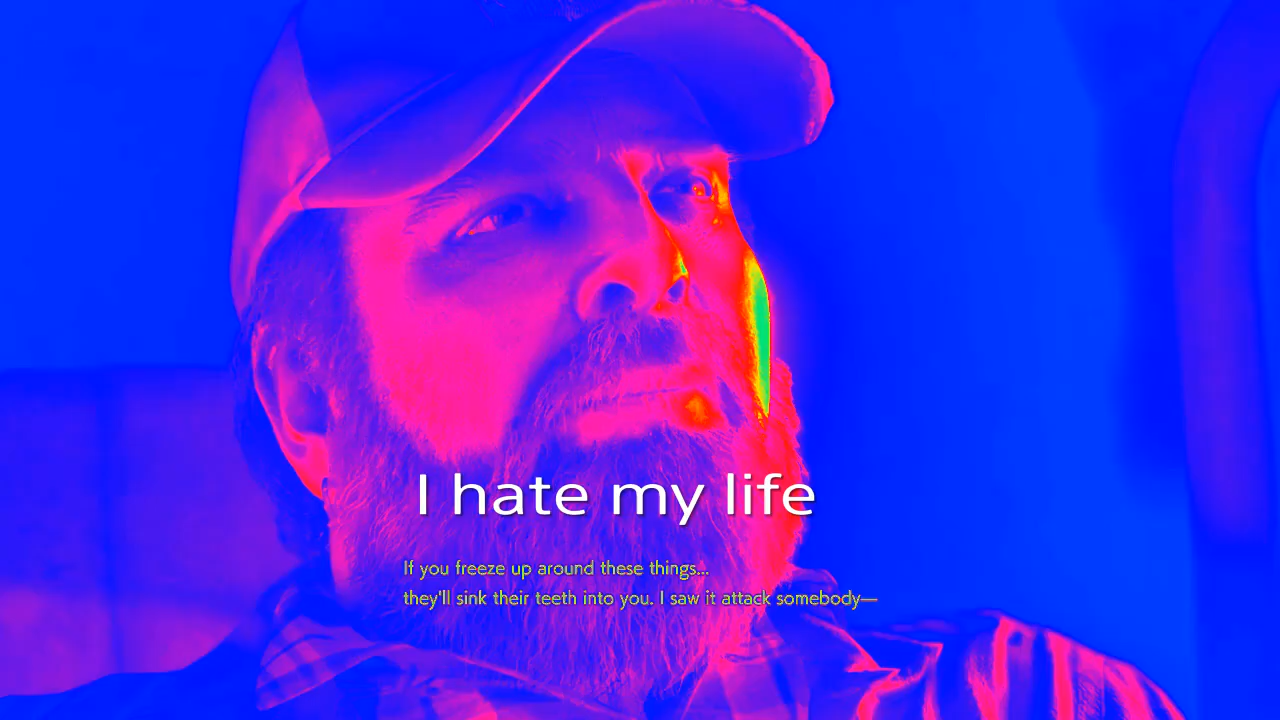 I hate my life
If you freeze up around these things...
they'll sink their teeth into you. I saw it attack somebody—